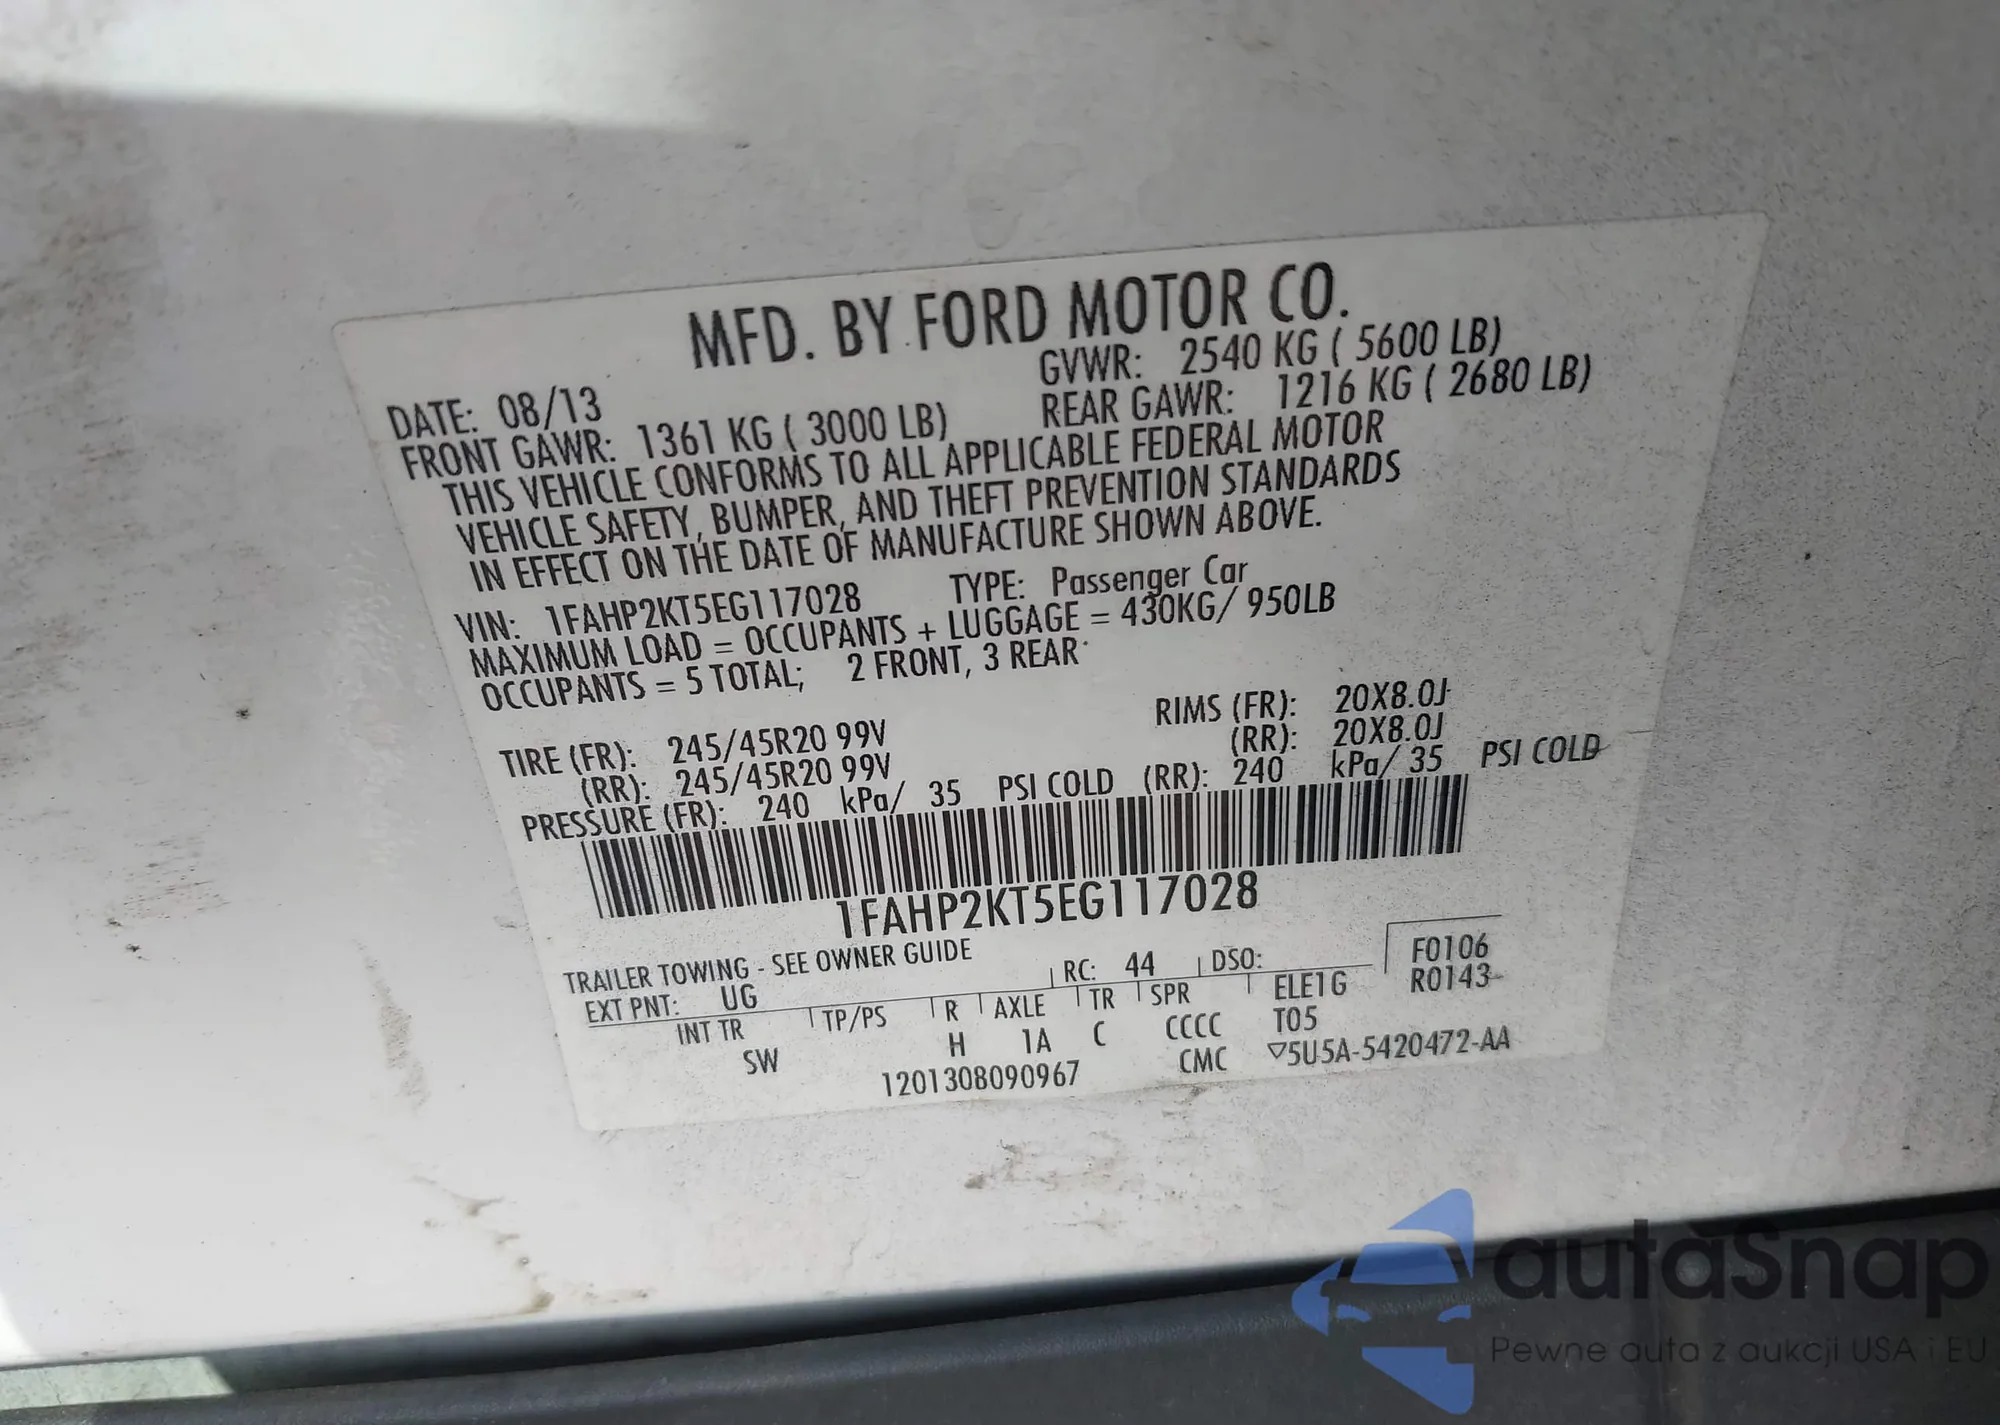 MFD. BY FORD MOTOR CO.
DATE: 08/13 GVWR: 2540 KG ( 5600 LB)
FRONT GAWR: 1361 KG ( 3000 LB) REAR GAWR: 1216 KG ( 2680 LB)
THIS VEHICLE CONFORMS TO ALL APPLICABLE FEDERAL MOTOR
VEHICLE SAFETY, BUMPER, AND THEFT PREVENTION STANDARDS
IN EFFECT ON THE DATE OF MANUFACTURE SHOWN ABOVE.
VIN: 1FAHP2KT5EG117028 TYPE: Passenger Car
MAXIMUM LOAD = OCCUPANTS + LUGGAGE = 430KG/ 950LB
OCCUPANTS = 5 TOTAL; 2 FRONT, 3 REAR
TIRE (FR): 245/45R20 99V RIMS (FR): 20X8.0J
(RR): 245/45R20 99V (RR): 20X8.0J
PRESSURE (FR): 240 kPa/ 35 PSI COLD (RR): 240 kPa/ 35 PSI COLD
1FAHP2KT5EG117028
TRAILER TOWING - SEE OWNER GUIDE
EXT PNT: UG RC: 44 DSO: F0106
R0143
INT TR TP/PS R AXLE TR SPR ELE1G
SW H 1A C CCCC T05
1201308090967 CMC ▽5U5A-5420472-AA
autaSnap
Pewne auta z aukcji USA i EU